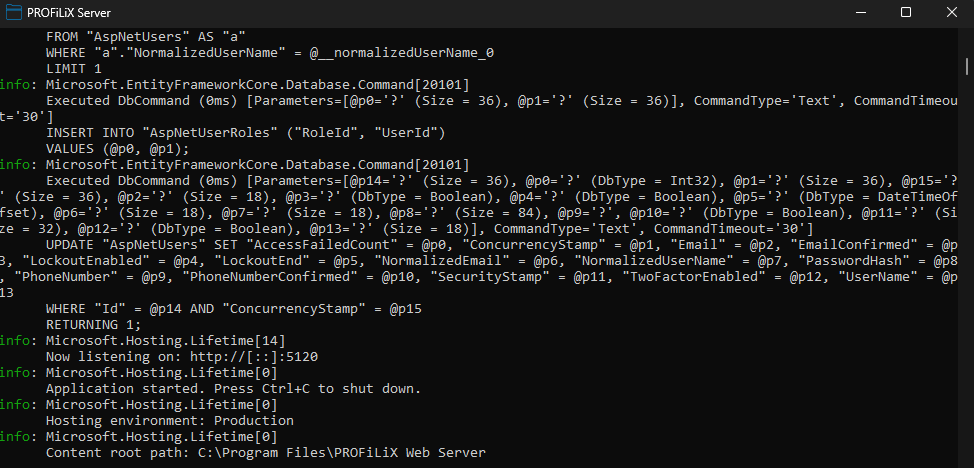 PROFiLiX Server
FROM "AspNetUsers" AS "a"
WHERE "a"."NormalizedUserName" = @__normalizedUserName_0
LIMIT 1
info: Microsoft.EntityFrameworkCore.Database.Command[20101]
Executed DbCommand (0ms) [Parameters=[@p0='?' (Size = 36), @p1='?' (Size = 36)], CommandType='Text', CommandTimeou
t='30']
INSERT INTO "AspNetUserRoles" ("RoleId", "UserId")
VALUES (@p0, @p1);
info: Microsoft.EntityFrameworkCore.Database.Command[20101]
Executed DbCommand (0ms) [Parameters=[@p14='?' (Size = 36), @p0='?' (DbType = Int32), @p1='?' (Size = 36), @p15='?
' (Size = 36), @p2='?' (Size = 18), @p3='?' (DbType = Boolean), @p4='?' (DbType = Boolean), @p5='?' (DbType = DateTimeOf
fset), @p6='?' (Size = 18), @p7='?' (Size = 18), @p8='?' (Size = 84), @p9='?', @p10='?' (DbType = Boolean), @p11='?' (Si
ze = 32), @p12='?' (DbType = Boolean), @p13='?' (Size = 18)], CommandType='Text', CommandTimeout='30']
UPDATE "AspNetUsers" SET "AccessFailedCount" = @p0, "ConcurrencyStamp" = @p1, "Email" = @p2, "EmailConfirmed" = @p
3, "LockoutEnabled" = @p4, "LockoutEnd" = @p5, "NormalizedEmail" = @p6, "NormalizedUserName" = @p7, "PasswordHash" = @p8
, "PhoneNumber" = @p9, "PhoneNumberConfirmed" = @p10, "SecurityStamp" = @p11, "TwoFactorEnabled" = @p12, "UserName" = @p
13
WHERE "Id" = @p14 AND "ConcurrencyStamp" = @p15
RETURNING 1;
info: Microsoft.Hosting.Lifetime[14]
Now listening on: http://[::]:5120
info: Microsoft.Hosting.Lifetime[0]
Application started. Press Ctrl+C to shut down.
info: Microsoft.Hosting.Lifetime[0]
Hosting environment: Production
info: Microsoft.Hosting.Lifetime[0]
Content root path: C:\Program Files\PROFiLiX Web Server